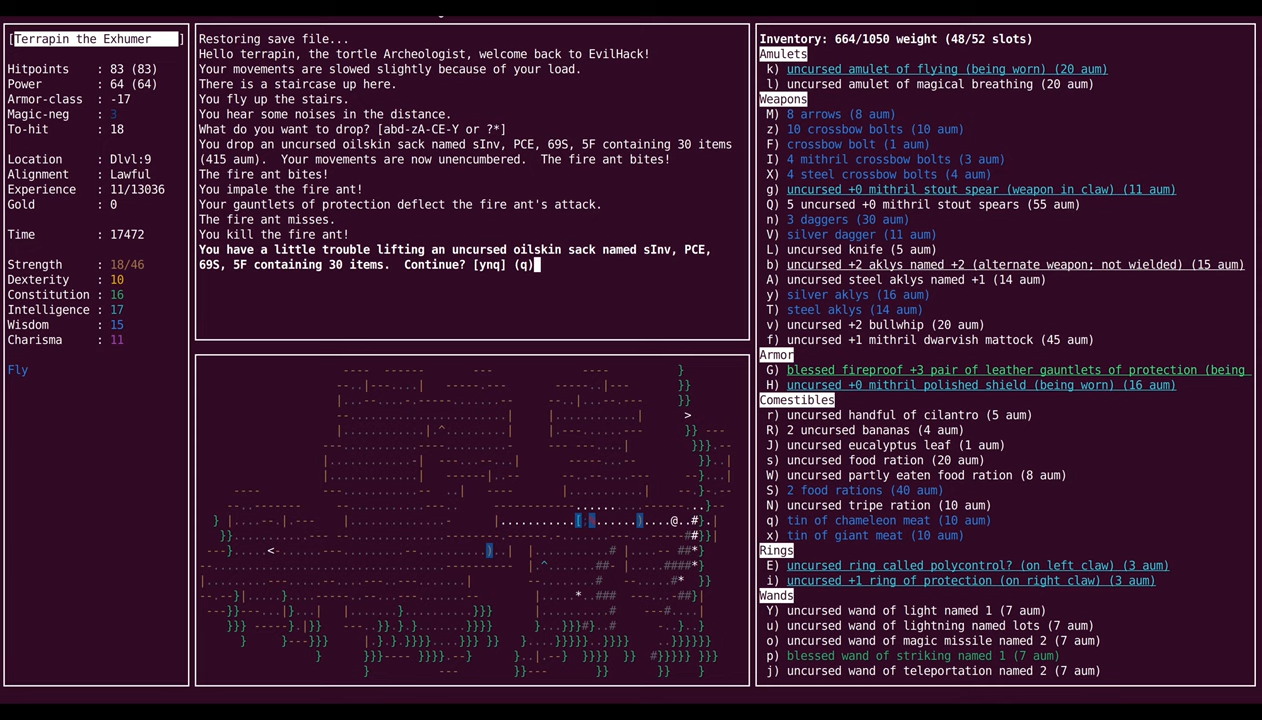 [Terrapin the Exhumer ]
Hitpoints : 83 (83)
Power : 64 (64)
Armor-class : -17
Magic-neg : 3
To-hit : 18
Location : Dlvl:9
Alignment : Lawful
Experience : 11/13036
Gold : 0
Time : 17472
Strength : 18/46
Dexterity : 10
Constitution : 16
Intelligence : 17
Wisdom : 15
Charisma : 11
Fly
Restoring save file...
Hello terrapin, the tortle Archeologist, welcome back to EvilHack!
Your movements are slowed slightly because of your load.
There is a staircase up here.
You fly up the stairs.
You hear some noises in the distance.
What do you want to drop? [abd-zA-CE-Y or ?*]
You drop an uncursed oilskin sack named sInv, PCE, 69S, 5F containing 30 items
(415 aum). Your movements are now unencumbered. The fire ant bites!
The fire ant bites!
You impale the fire ant!
Your gauntlets of protection deflect the fire ant's attack.
The fire ant misses.
You kill the fire ant!
You have a little trouble lifting an uncursed oilskin sack named sInv, PCE,
69S, 5F containing 30 items. Continue? [ynq] (q)
Inventory: 664/1050 weight (48/52 slots)
Amulets
k) uncursed amulet of flying (being worn) (20 aum)
l) uncursed amulet of magical breathing (20 aum)
Weapons
M) 8 arrows (8 aum)
z) 10 crossbow bolts (10 aum)
F) crossbow bolt (1 aum)
I) 4 mithril crossbow bolts (3 aum)
X) 4 steel crossbow bolts (4 aum)
g) uncursed +0 mithril stout spear (weapon in claw) (11 aum)
Q) 5 uncursed +0 mithril stout spears (55 aum)
n) 3 daggers (30 aum)
V) silver dagger (11 aum)
L) uncursed knife (5 aum)
b) uncursed +2 aklys named +2 (alternate weapon; not wielded) (15 aum)
A) uncursed steel aklys named +1 (14 aum)
y) silver aklys (16 aum)
T) steel aklys (14 aum)
v) uncursed +2 bullwhip (20 aum)
f) uncursed +1 mithril dwarvish mattock (45 aum)
Armor
G) blessed fireproof +3 pair of leather gauntlets of protection (being
H) uncursed +0 mithril polished shield (being worn) (16 aum)
Comestibles
r) uncursed handful of cilantro (5 aum)
R) 2 uncursed bananas (4 aum)
J) uncursed eucalyptus leaf (1 aum)
s) uncursed food ration (20 aum)
W) uncursed partly eaten food ration (8 aum)
S) 2 food rations (40 aum)
N) uncursed tripe ration (10 aum)
q) tin of chameleon meat (10 aum)
x) tin of giant meat (10 aum)
Rings
E) uncursed ring called polycontrol? (on left claw) (3 aum)
i) uncursed +1 ring of protection (on right claw) (3 aum)
Wands
Y) uncursed wand of light named 1 (7 aum)
u) uncursed wand of lightning named lots (7 aum)
o) uncursed wand of magic missile named 2 (7 aum)
p) blessed wand of striking named 1 (7 aum)
j) uncursed wand of teleportation named 2 (7 aum)